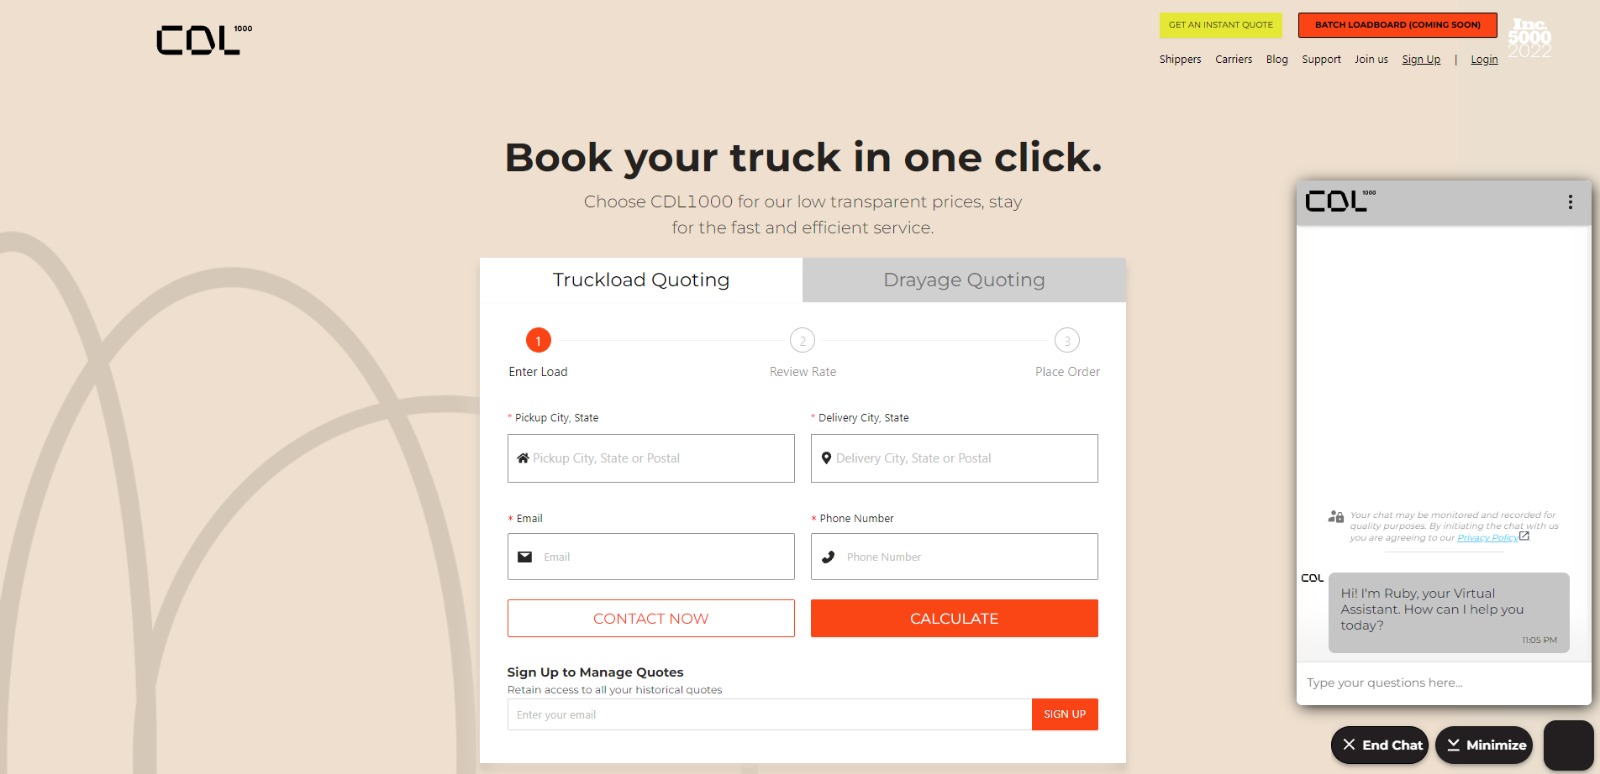 CDL 1000
GET AN INSTANT QUOTE
BATCH LOADBOARD (COMING SOON)
Inc.
5000
2022
Shippers Carriers Blog Support Join us Sign Up | Login
Book your truck in one click.
Choose CDL1000 for our low transparent prices, stay
for the fast and efficient service.
Truckload Quoting
Drayage Quoting
1
2
3
Enter Load
Review Rate
Place Order
* Pickup City, State
* Delivery City, State
Pickup City, State or Postal
Delivery City, State or Postal
* Email
* Phone Number
Email
Phone Number
CONTACT NOW
CALCULATE
Sign Up to Manage Quotes
Retain access to all your historical quotes
Enter your email
SIGN UP
CDL 1000
Your chat may be monitored and recorded for
quality purposes. By initiating the chat with us
you are agreeing to our Privacy Policy
CDL
Hi! I'm Ruby, your Virtual
Assistant. How can I help you
today?
11:05 PM
Type your questions here...
End Chat
Minimize